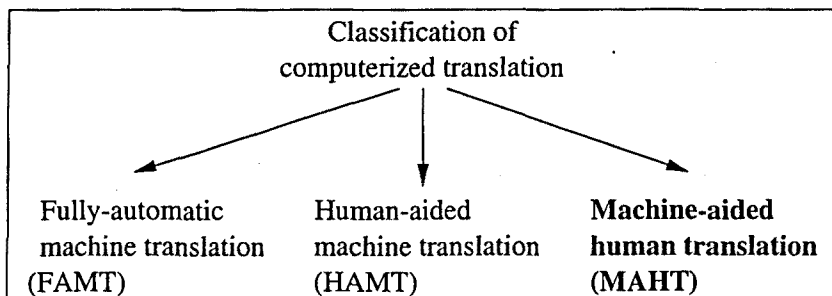 Classification of
computerized translation
Fully-automatic
machine translation
(FAMT)
Human-aided
machine translation
(HAMT)
Machine-aided
human translation
(MAHT)